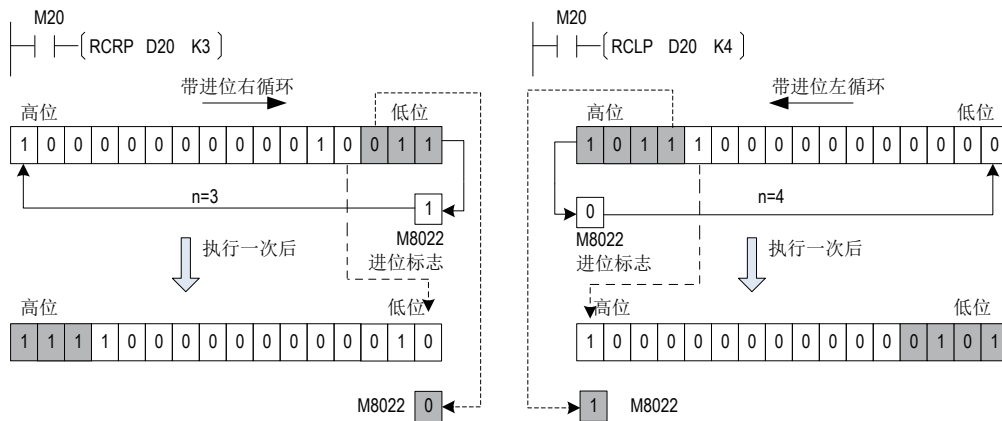 M20
RCRP D20 K3
带进位右循环
高位 低位
1 0 0 0 0 0 0 0 0 0 0 1 0 0 1 1
n=3
1
M8022
进位标志
执行一次后
高位 低位
1 1 1 1 0 0 0 0 0 0 0 0 0 0 1 0
M8022 0
M20
RCLP D20 K4
带进位左循环
高位 低位
1 0 1 1 1 0 0 0 0 0 0 0 0 0 0 0
n=4
0
M8022
进位标志
执行一次后
高位 低位
1 0 0 0 0 0 0 0 0 0 0 0 0 1 0 1
1 M8022